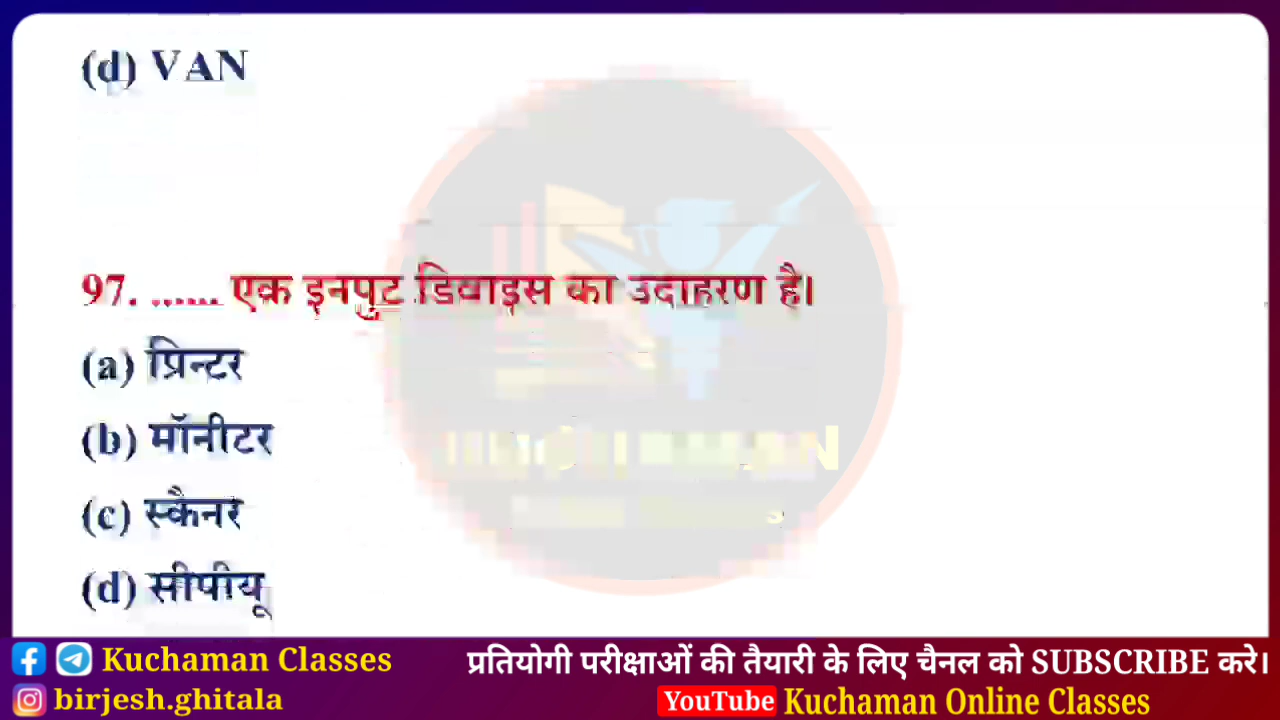 (d) VAN
97. ...... एक इनपुट डिवाइस का उदाहरण है।
(a) प्रिन्टर
(b) मॉनीटर
(c) स्कैनर
(d) सीपीयू
Kuchaman Classes
प्रतियोगी परीक्षाओं की तैयारी के लिए चैनल को SUBSCRIBE करे।
birjesh.ghitala
YouTube Kuchaman Online Classes